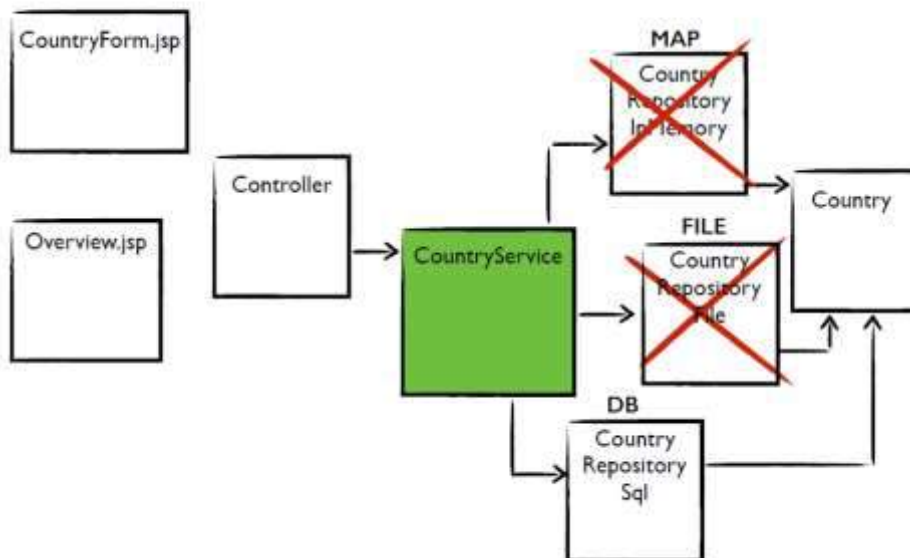 CountryForm.jsp
MAP
Country
Repository
InMemory
Controller
Country
Overview.jsp
CountryService
FILE
Country
Repository
File
DB
Country
Repository
Sql